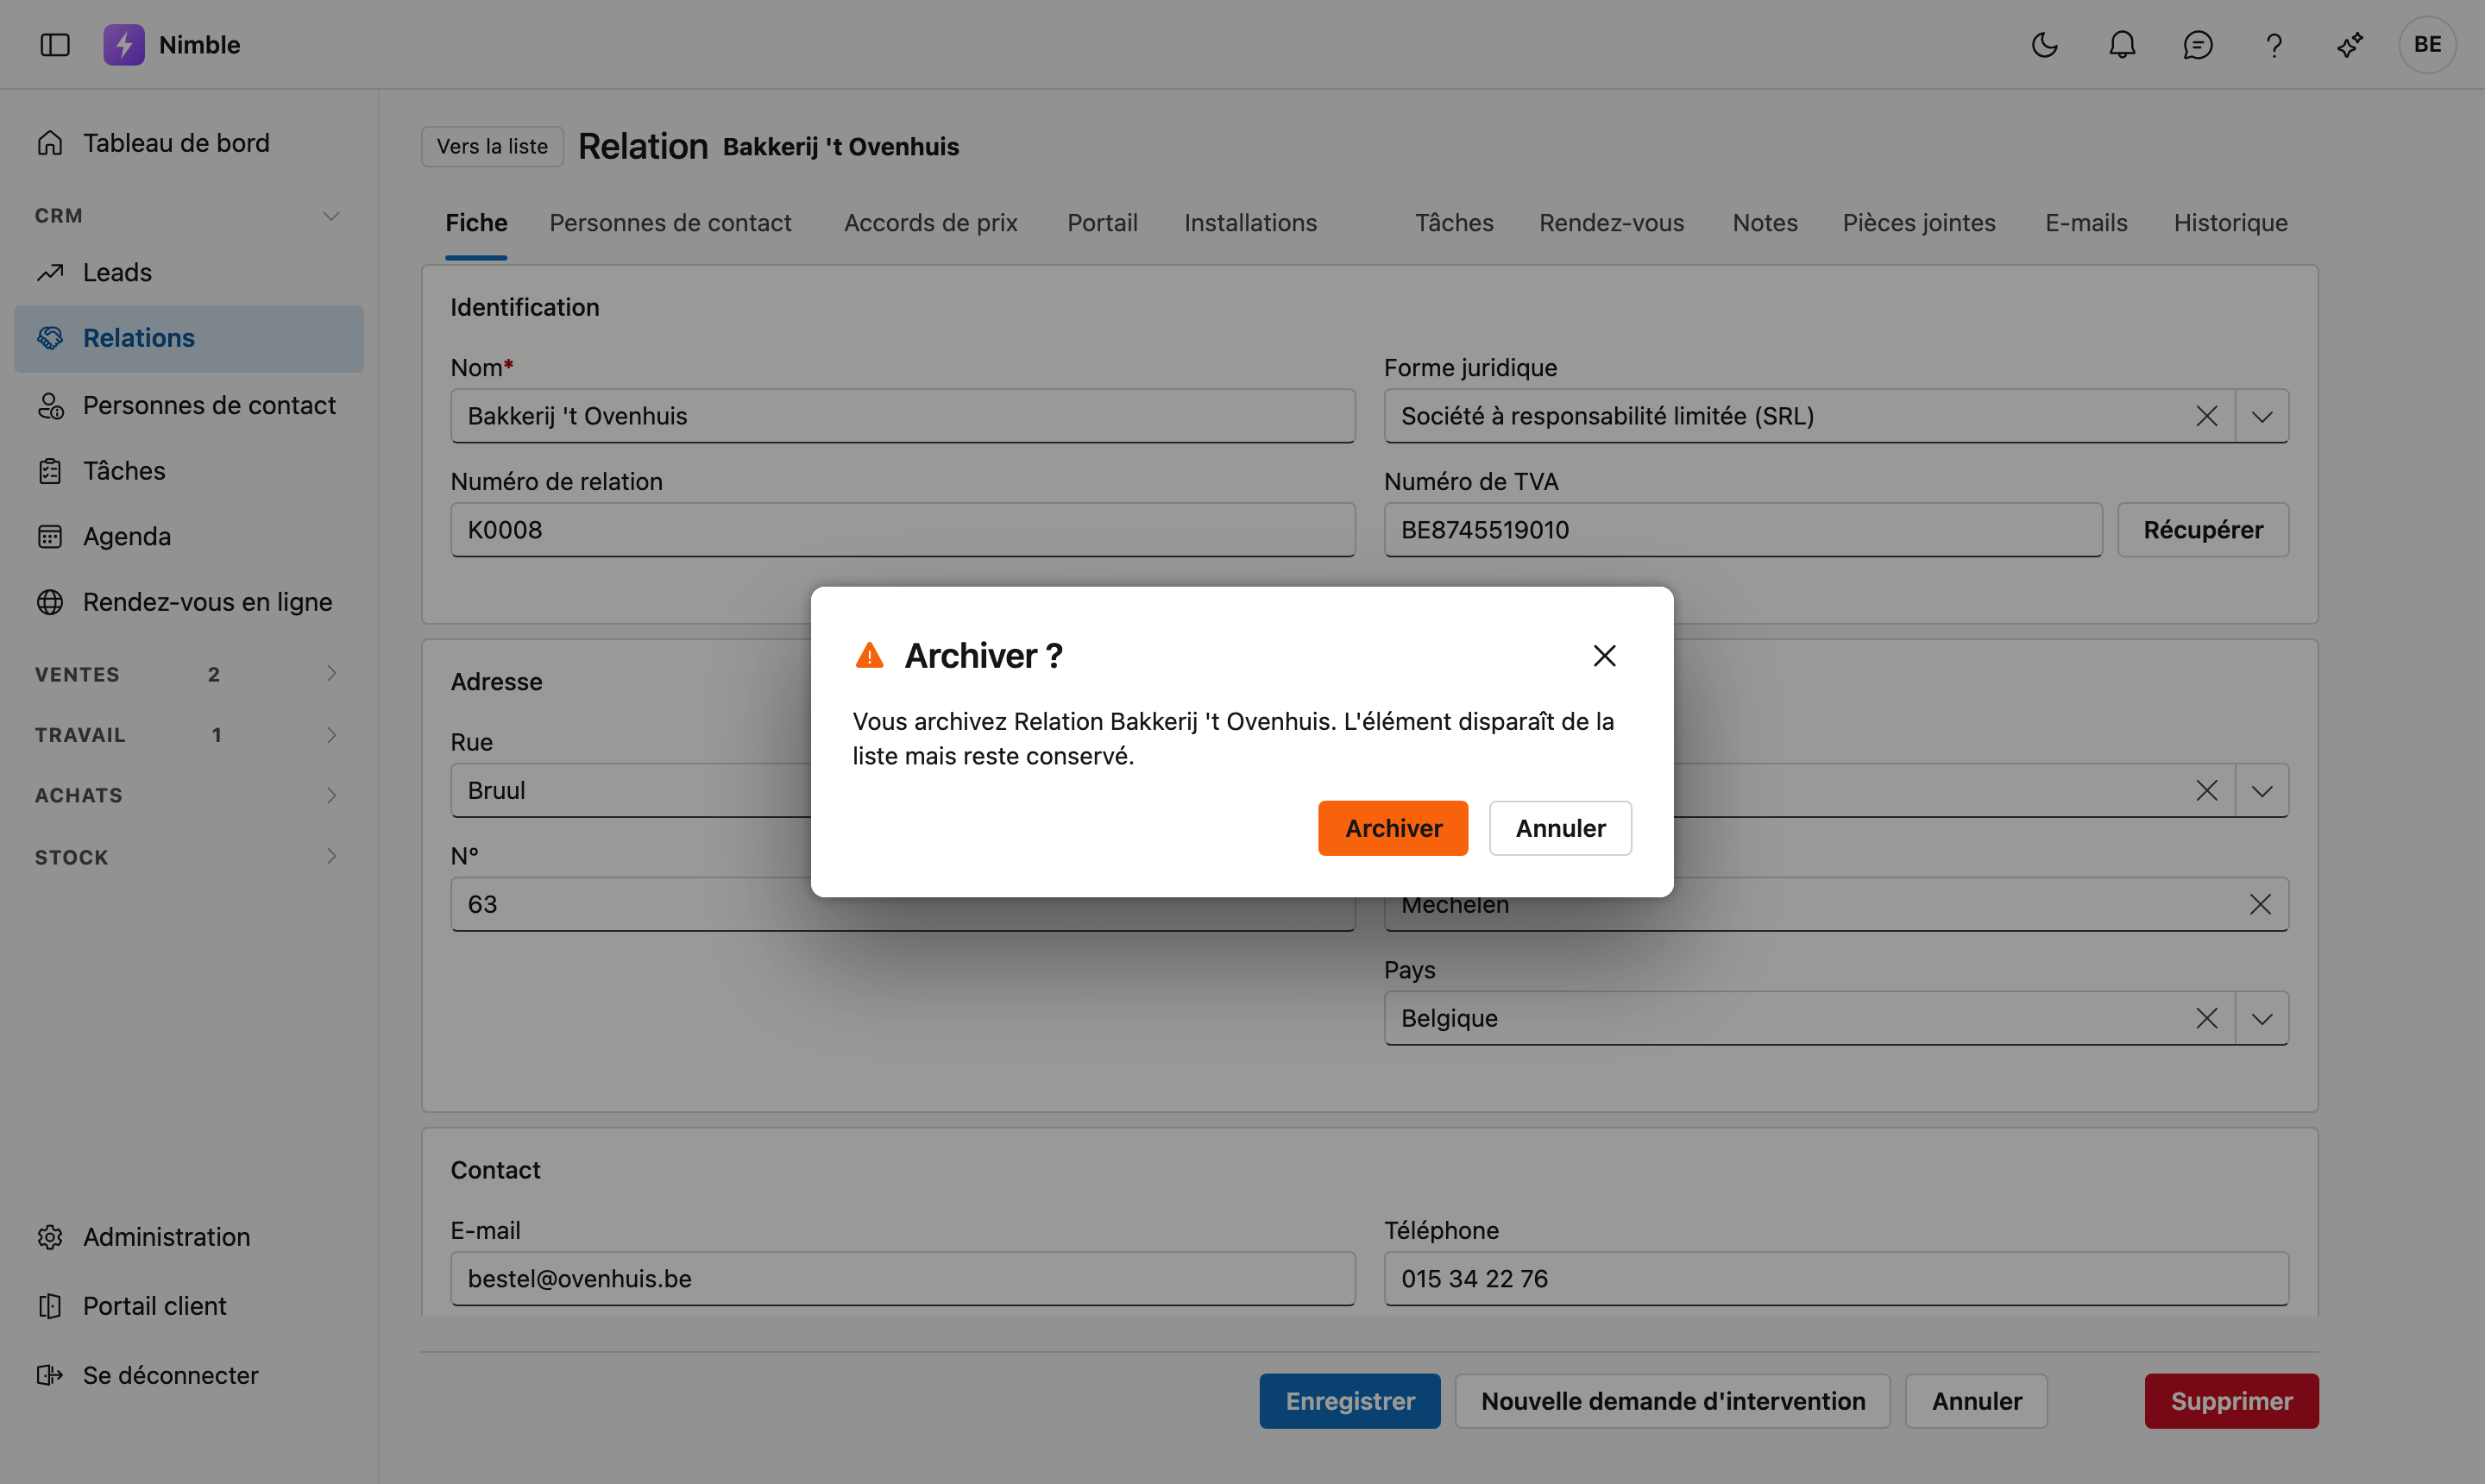 Nimble
BE
Tableau de bord
CRM
Leads
Relations
Personnes de contact
Tâches
Agenda
Rendez-vous en ligne
VENTES 2
TRAVAIL 1
ACHATS
STOCK
Administration
Portail client
Se déconnecter
Vers la liste Relation Bakkerij 't Ovenhuis
Fiche Personnes de contact Accords de prix Portail Installations Tâches Rendez-vous Notes Pièces jointes E-mails Historique
Identification
Nom* Forme juridique
Bakkerij 't Ovenhuis Société à responsabilité limitée (SRL)
Numéro de relation Numéro de TVA
K0008 BE8745519010 Récupérer
Archiver ?
Vous archivez Relation Bakkerij 't Ovenhuis. L'élément disparaît de la
liste mais reste conservé.
Archiver Annuler
Adresse
Rue
Bruul
N°
63 Mechelen
Pays
Belgique
Contact
E-mail Téléphone
bestel@ovenhuis.be 015 34 22 76
Enregistrer Nouvelle demande d'intervention Annuler Supprimer